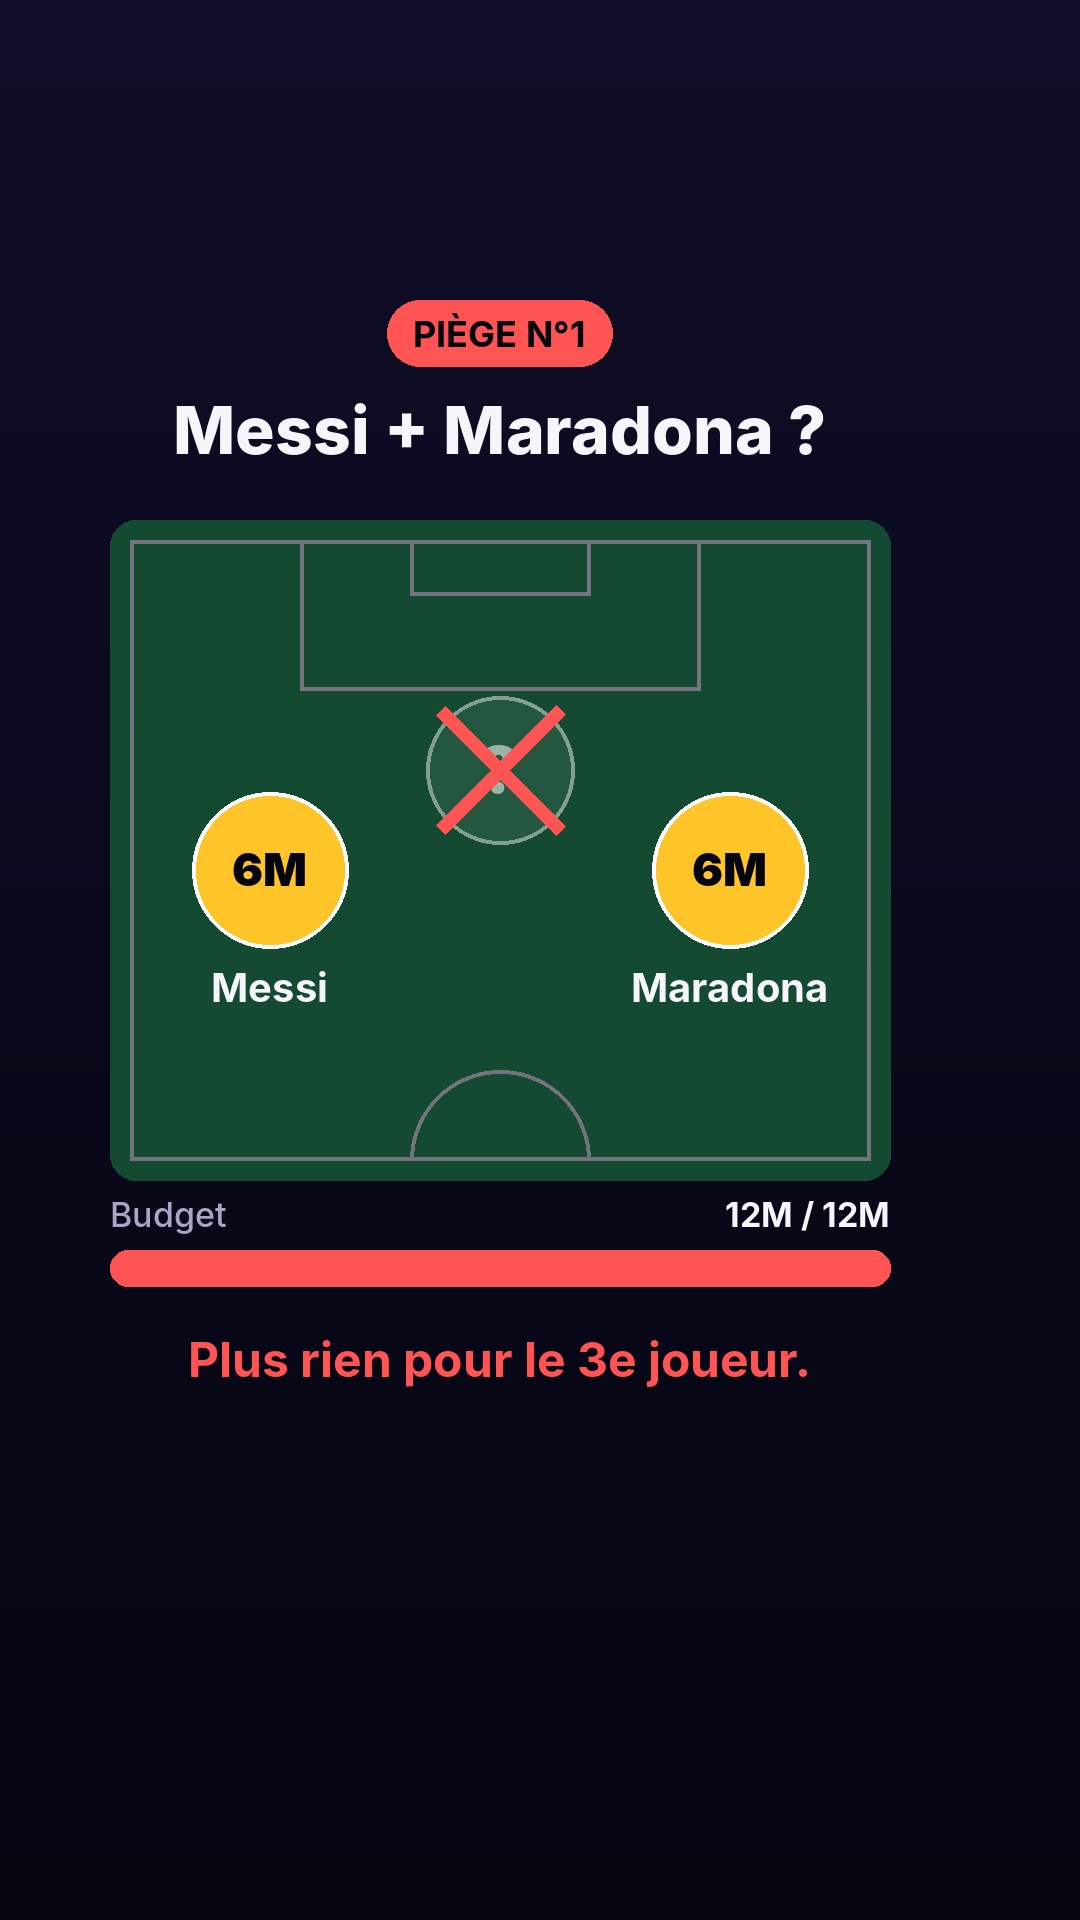 PIÈGE N°1
Messi + Maradona ?
6M
6M
Messi
Maradona
Budget
12M / 12M
Plus rien pour le 3e joueur.